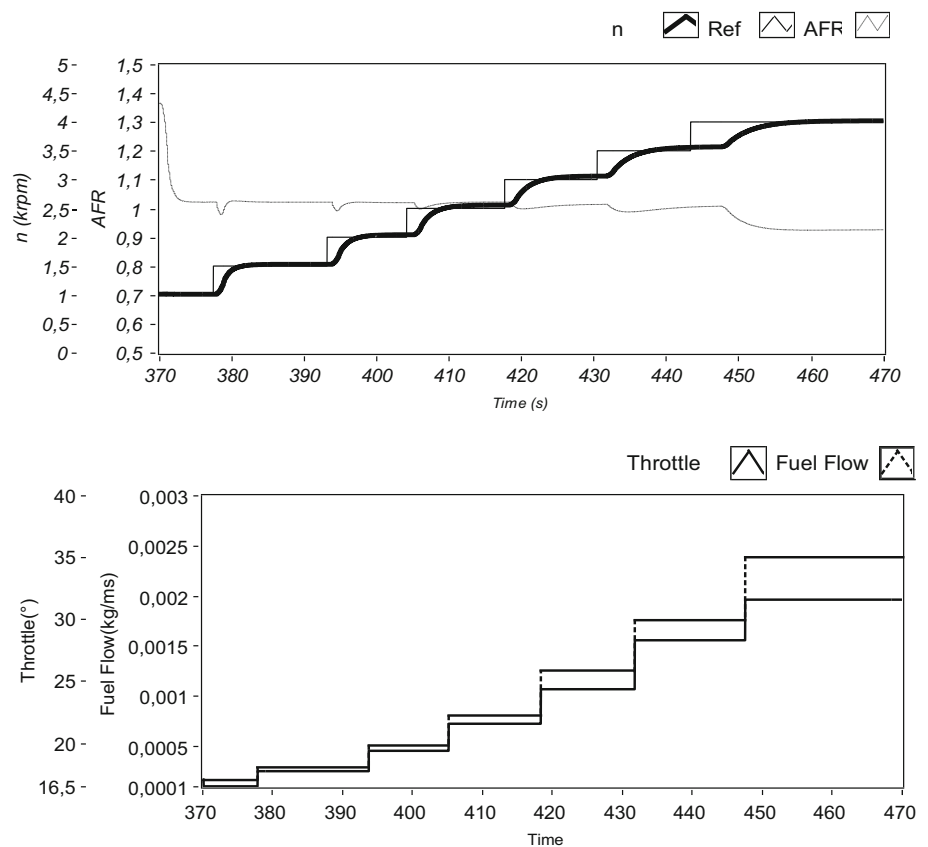 n Ref AFR
5- 1,5
4,5- 1,4
4- 1,3
3,5- 1,2
3- 1,1
2,5- 1
2- 0,9
1,5- 0,8
1- 0,7
0,5- 0,6
0- 0,5
n (krpm)
AFR
370 380 390 400 410 420 430 440 450 460 470
Time (s)
Throttle Fuel Flow
40- 0,003
35- 0,0025
30- 0,002
0,0015
25- 0,001
20- 0,0005
16,5- 0,0001
Throttle(°)
Fuel Flow(kg/ms)
370 380 390 400 410 420 430 440 450 460 470
Time